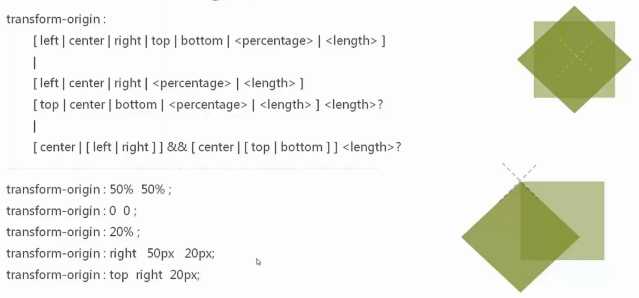 transform-origin :
[ left | center | right | top | bottom | <percentage> | <length> ]
|
[ left | center | right | <percentage> | <length> ]
[ top | center | bottom | <percentage> | <length> ] <length>?
|
[ center | [ left | right ] ] && [ center | [ top | bottom ] ] <length>?
transform-origin : 50% 50% ;
transform-origin : 0 0 ;
transform-origin : 20% ;
transform-origin : right 50px 20px;
transform-origin : top right 20px;